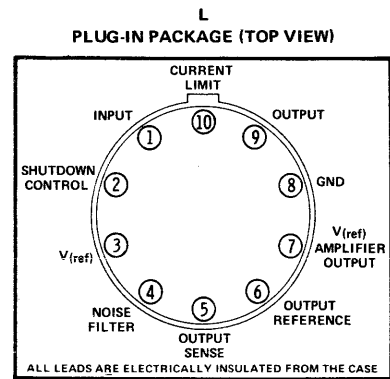 L
PLUG-IN PACKAGE (TOP VIEW)
CURRENT
LIMIT
INPUT
OUTPUT
10
1
9
SHUTDOWN
CONTROL
2
8
GND
V(ref)
3
7
V(ref)
AMPLIFIER
OUTPUT
4
6
NOISE
FILTER
5
OUTPUT
REFERENCE
OUTPUT
SENSE
ALL LEADS ARE ELECTRICALLY INSULATED FROM THE CASE